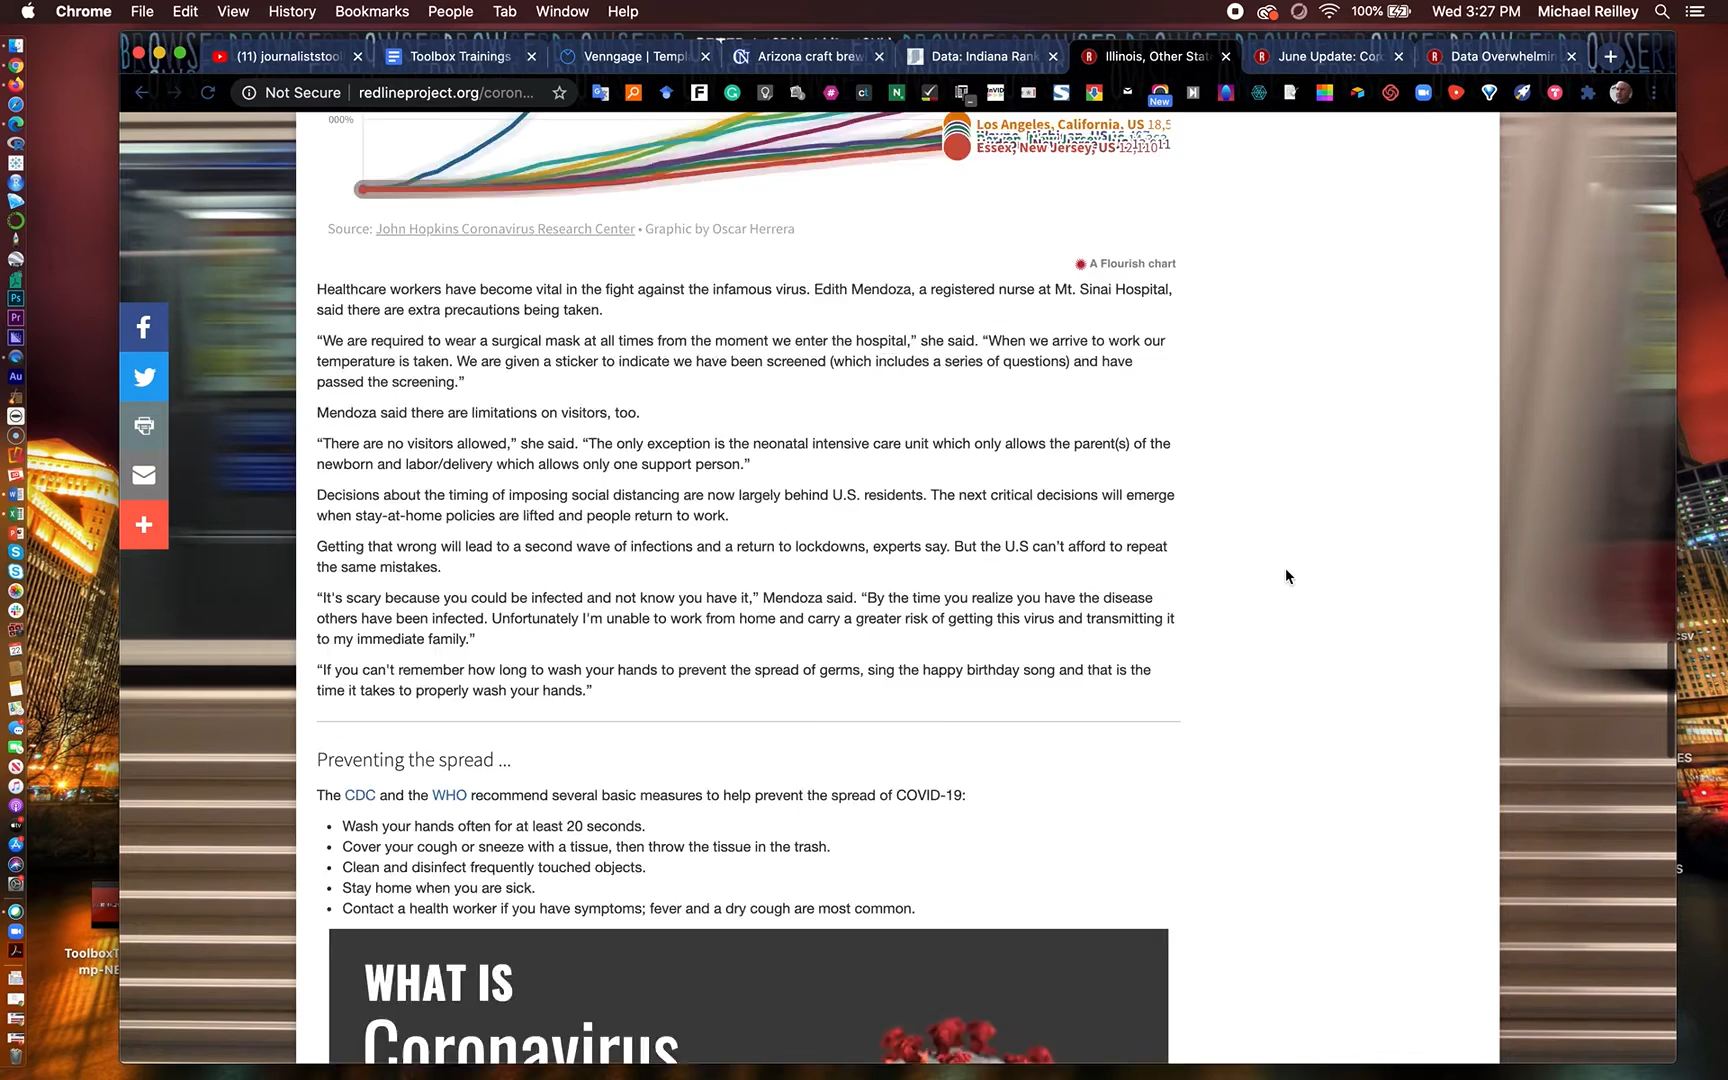 Chrome File Edit View History Bookmarks People Tab Window Help 100% Wed 3:27 PM Michael Reilley
(11) journaliststoo Toolbox Trainings Venngage | Templ Arizona craft brew Data: Indiana Rank Illinois, Other Stat June Update: Cor Data Overwhelmin
Not Secure redlineproject.org/coron... New
000%
Los Angeles, California, US 18,5
Essex, New Jersey, US 12,110
Source: John Hopkins Coronavirus Research Center • Graphic by Oscar Herrera
A Flourish chart
Healthcare workers have become vital in the fight against the infamous virus. Edith Mendoza, a registered nurse at Mt. Sinai Hospital,
said there are extra precautions being taken.
“We are required to wear a surgical mask at all times from the moment we enter the hospital,” she said. “When we arrive to work our
temperature is taken. We are given a sticker to indicate we have been screened (which includes a series of questions) and have
passed the screening.”
Mendoza said there are limitations on visitors, too.
“There are no visitors allowed,” she said. “The only exception is the neonatal intensive care unit which only allows the parent(s) of the
newborn and labor/delivery which allows only one support person.”
Decisions about the timing of imposing social distancing are now largely behind U.S. residents. The next critical decisions will emerge
when stay-at-home policies are lifted and people return to work.
Getting that wrong will lead to a second wave of infections and a return to lockdowns, experts say. But the U.S can’t afford to repeat
the same mistakes.
“It's scary because you could be infected and not know you have it,” Mendoza said. “By the time you realize you have the disease
others have been infected. Unfortunately I'm unable to work from home and carry a greater risk of getting this virus and transmitting it
to my immediate family.”
“If you can't remember how long to wash your hands to prevent the spread of germs, sing the happy birthday song and that is the
time it takes to properly wash your hands.”
Preventing the spread ...
The CDC and the WHO recommend several basic measures to help prevent the spread of COVID-19:
• Wash your hands often for at least 20 seconds.
• Cover your cough or sneeze with a tissue, then throw the tissue in the trash.
• Clean and disinfect frequently touched objects.
• Stay home when you are sick.
• Contact a health worker if you have symptoms; fever and a dry cough are most common.
WHAT IS
Coronavirus
ToolboxT
mp-NE
csv
ES
S